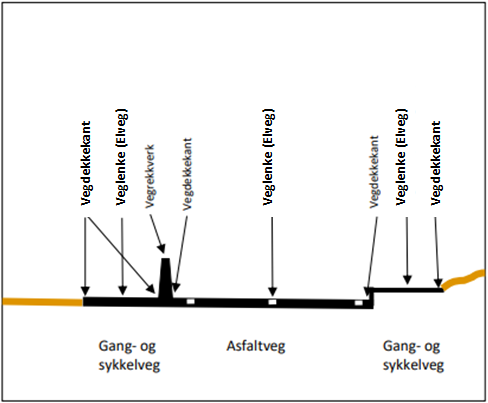 Vegdekkekant
Veglenke (Elveg)
Vegrekkverk
Vegdekkekant
Veglenke (Elveg)
Vegdekkekant
Veglenke (Elveg)
Vegdekkekant
Gang- og
sykkelveg
Asfaltveg
Gang- og
sykkelveg